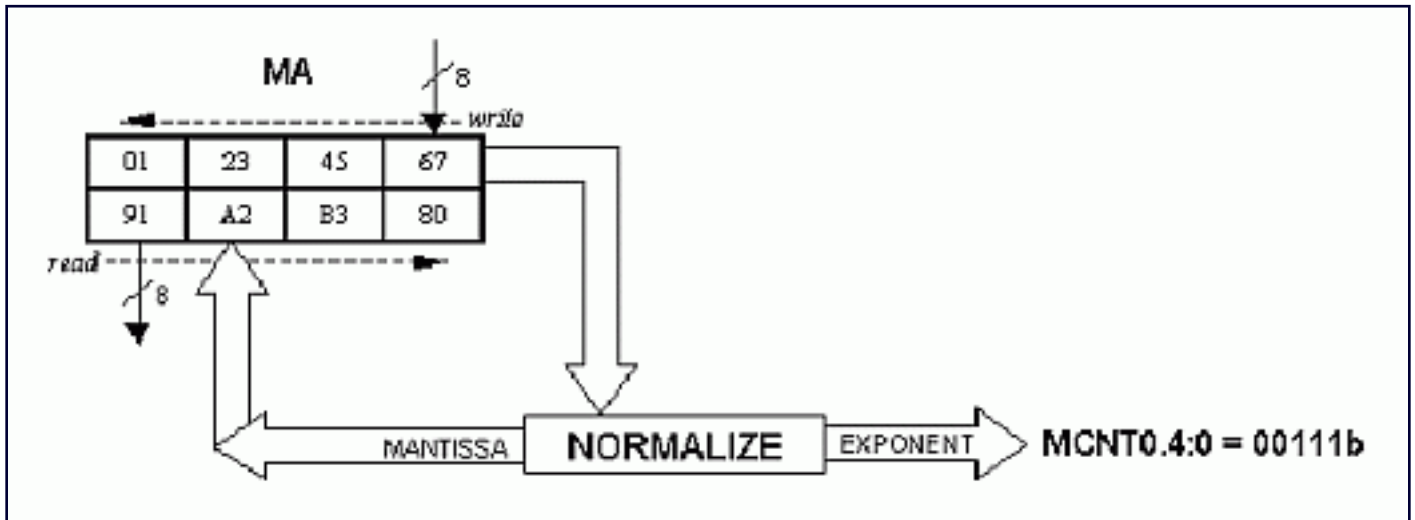 MA
8
write
01 23 45 67
91 A2 B3 80
read
8
MANTISSA NORMALIZE EXPONENT MCNT0.4:0 = 00111b